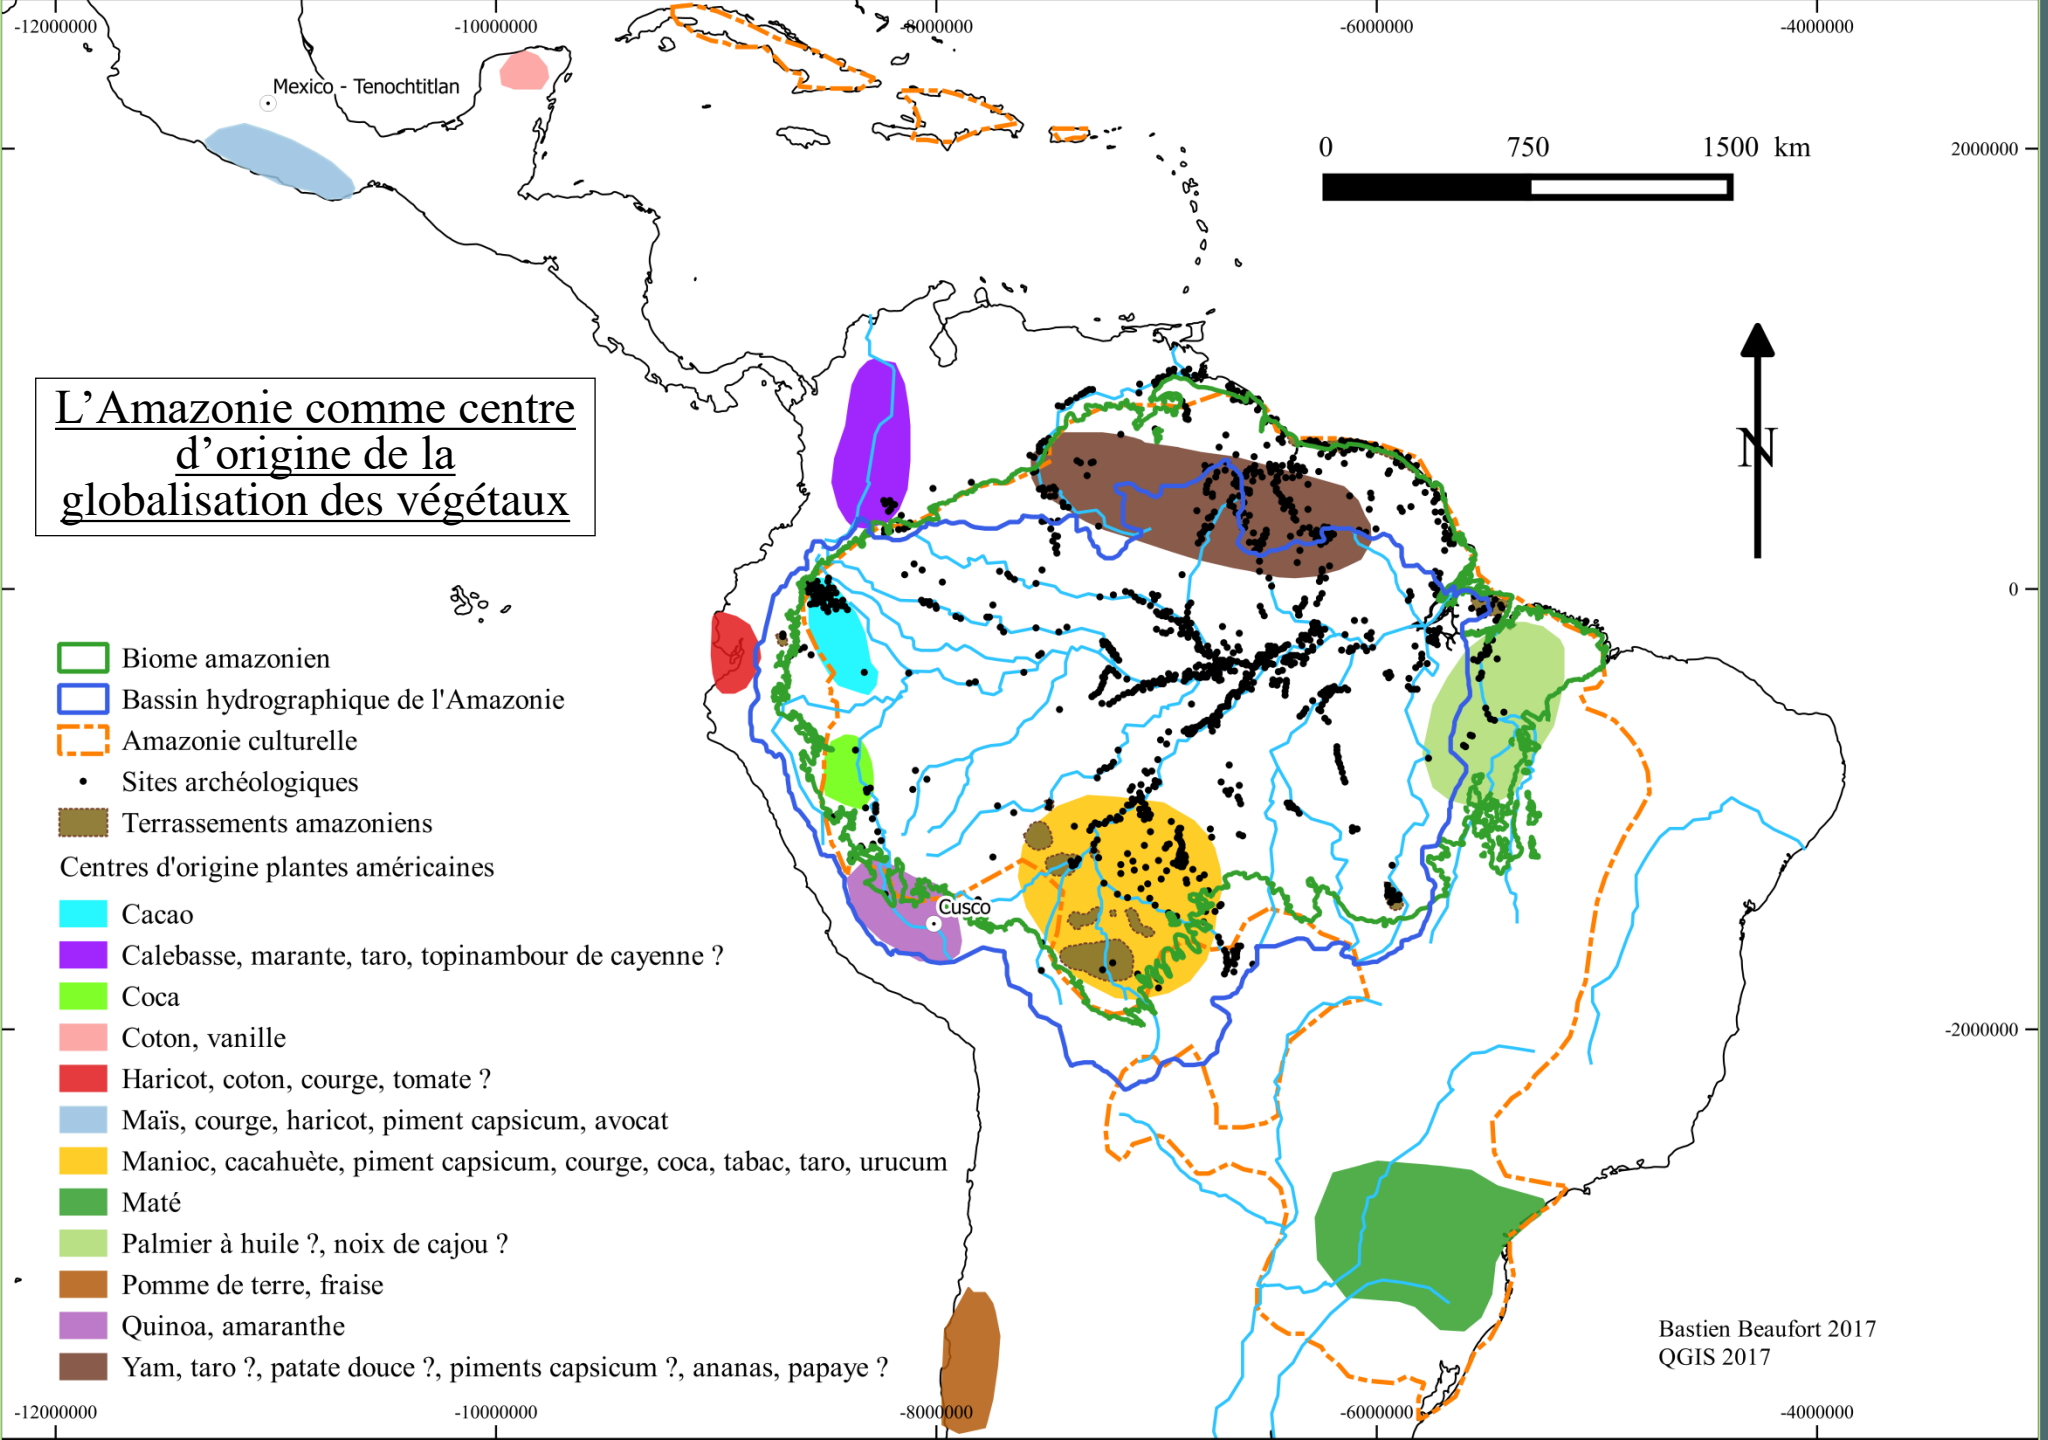 -12000000
-10000000
-8000000
-6000000
-4000000
Mexico - Tenochtitlan
0 750 1500 km
2000000
L'Amazonie comme centre
d'origine de la
globalisation des végétaux
N
0
Biome amazonien
Bassin hydrographique de l'Amazonie
Amazonie culturelle
Sites archéologiques
Terrassements amazoniens
Centres d'origine plantes américaines
Cacao
Calebasse, marante, taro, topinambour de cayenne ?
Coca
Coton, vanille
Haricot, coton, courge, tomate ?
Maïs, courge, haricot, piment capsicum, avocat
Manioc, cacahuète, piment capsicum, courge, coca, tabac, taro, urucum
Maté
Palmier à huile ?, noix de cajou ?
Pomme de terre, fraise
Quinoa, amaranthe
Yam, taro ?, patate douce ?, piments capsicum ?, ananas, papaye ?
Cusco
-2000000
Bastien Beaufort 2017
QGIS 2017
-12000000
-10000000
-8000000
-6000000
-4000000